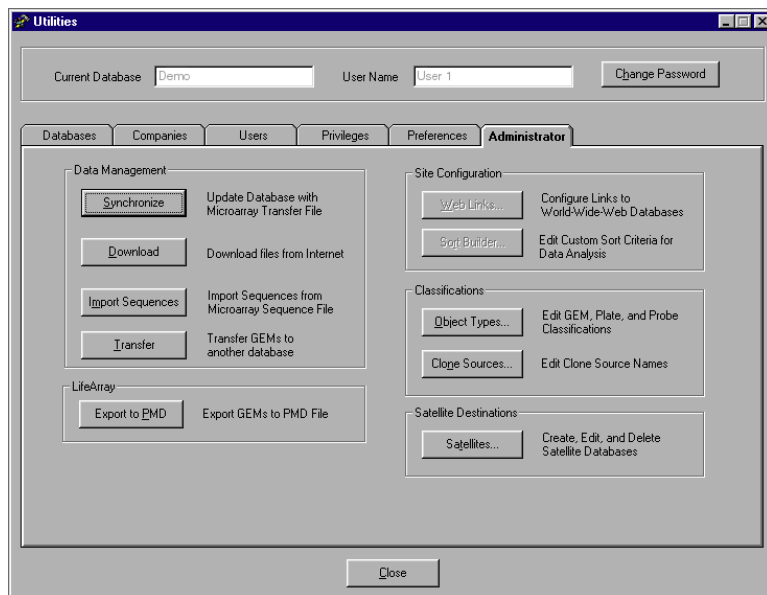 Utilities
Current Database
Demo
User Name
User 1
Change Password
Databases
Companies
Users
Privileges
Preferences
Administrator
Data Management
Synchronize
Update Database with
Microarray Transfer File
Download
Download files from Internet
Import Sequences
Import Sequences from
Microarray Sequence File
Transfer
Transfer GEMs to
another database
LifeArray
Export to PMD
Export GEMs to PMD File
Site Configuration
Web Links...
Configure Links to
World-Wide-Web Databases
Sort Builder...
Edit Custom Sort Criteria for
Data Analysis
Classifications
Object Types...
Edit GEM, Plate, and Probe
Classifications
Clone Sources...
Edit Clone Source Names
Satellite Destinations
Satellites...
Create, Edit, and Delete
Satellite Databases
Close